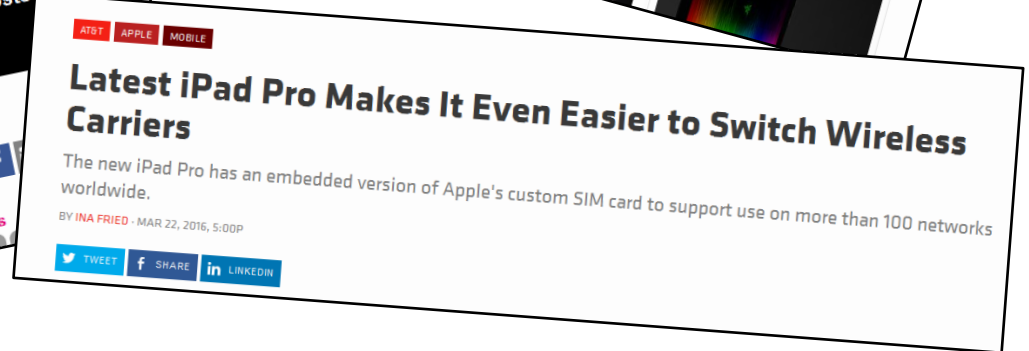 AT&T APPLE MOBILE
Latest iPad Pro Makes It Even Easier to Switch Wireless
Carriers
The new iPad Pro has an embedded version of Apple's custom SIM card to support use on more than 100 networks
worldwide.
BY INA FRIED - MAR 22, 2016, 5:00P
TWEET SHARE LINKEDIN